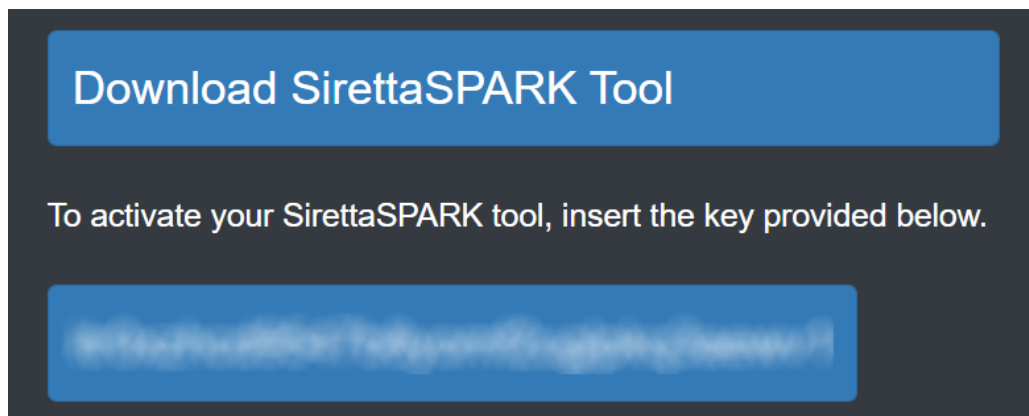 Download SirettaSPARK Tool
To activate your SirettaSPARK tool, insert the key provided below.